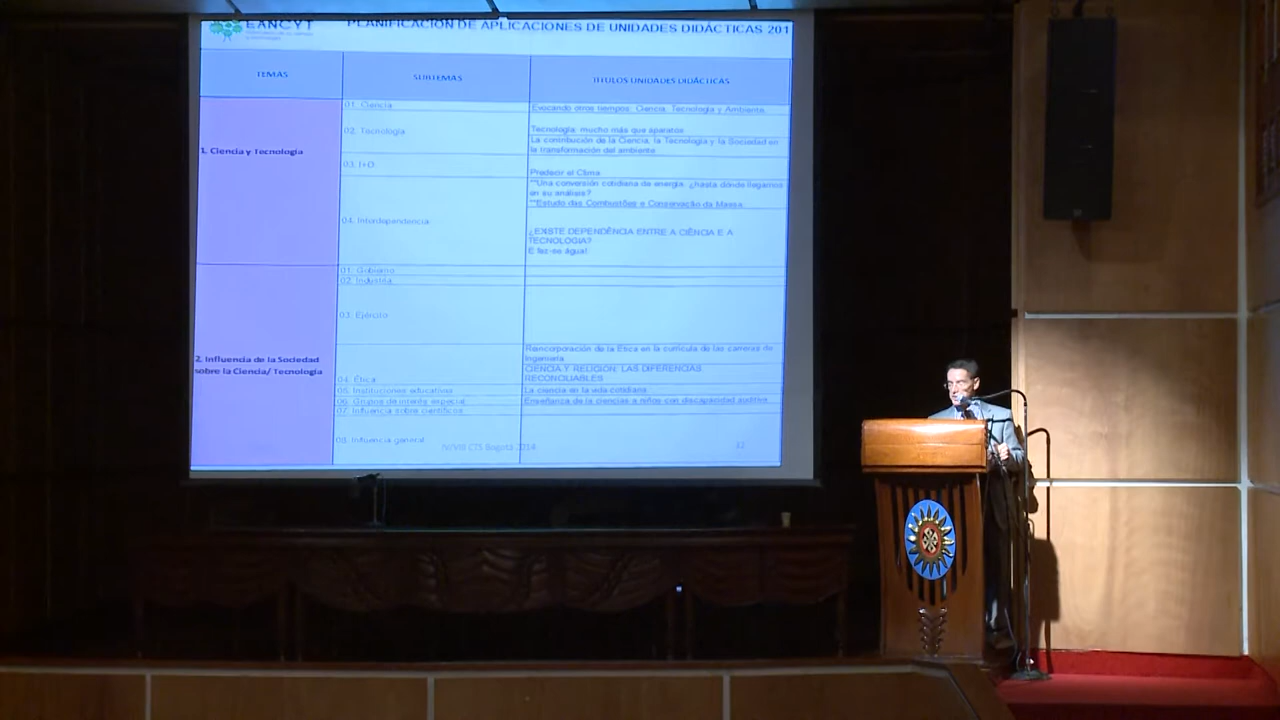 EANCYT
PLANIFICACIÓN DE APLICACIONES DE UNIDADES DIDÁCTICAS 201
TEMAS
SUBTEMAS
TITULOS UNIDADES DIDÁCTICAS
1. Ciencia y Tecnología
01. Ciencia
Evocando otros tiempos: Ciencia, Tecnología y Ambiente.
02. Tecnología
Tecnología: mucho más que aparatos
La contribución de la Ciencia, la Tecnología y la Sociedad en
la transformación del ambiente
03. I+D
Predecir el Clima
04. Interdependencia
**Una conversión cotidiana de energía: ¿hasta dónde llegamos
en su análisis?
**Estudo das Combustões e Conservação da Massa:
¿EXISTE DEPENDÊNCIA ENTRE A CIÊNCIA E A
TECNOLOGIA?
E fez-se água!
2. Influencia de la Sociedad
sobre la Ciencia/ Tecnología
01. Gobierno
02. Industria
03. Ejército
04. Ética
Reincorporación de la Ética en la currícula de las carreras de
Ingeniería
CIENCIA Y RELIGIÓN: LAS DIFERENCIAS
RECONCILIABLES
05. Instituciones educativas
La ciencia en la vida cotidiana
06. Grupos de interés especial
Enseñanza de la ciencias a niños con discapacidad auditiva
07. Influencia sobre científicos
08. Influencia general
CTS Bogotá 2014
12